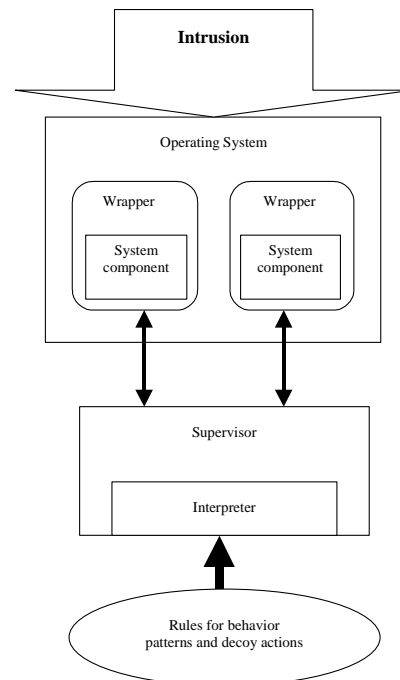 Intrusion
Operating System
Wrapper
Wrapper
System
component
System
component
Supervisor
Interpreter
Rules for behavior
patterns and decoy actions